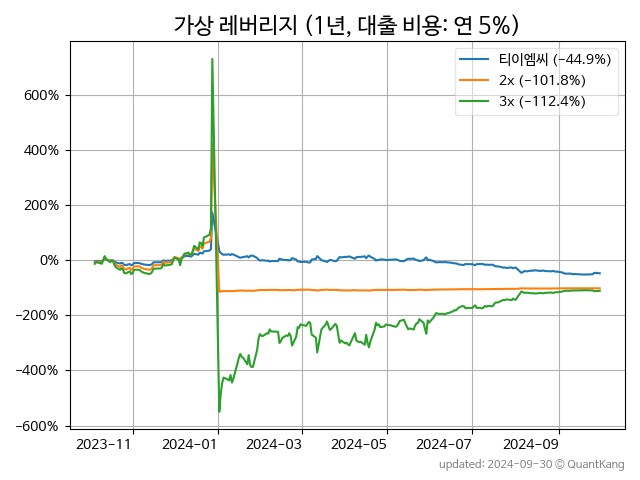 가상 레버리지 (1년, 대출 비용: 연 5%)
티이엠씨 (-44.9%)
2x (-101.8%)
3x (-112.4%)
600%
400%
200%
0%
−200%
−400%
−600%
2023-11 2024-01 2024-03 2024-05 2024-07 2024-09
updated: 2024-09-30 © QuantKang